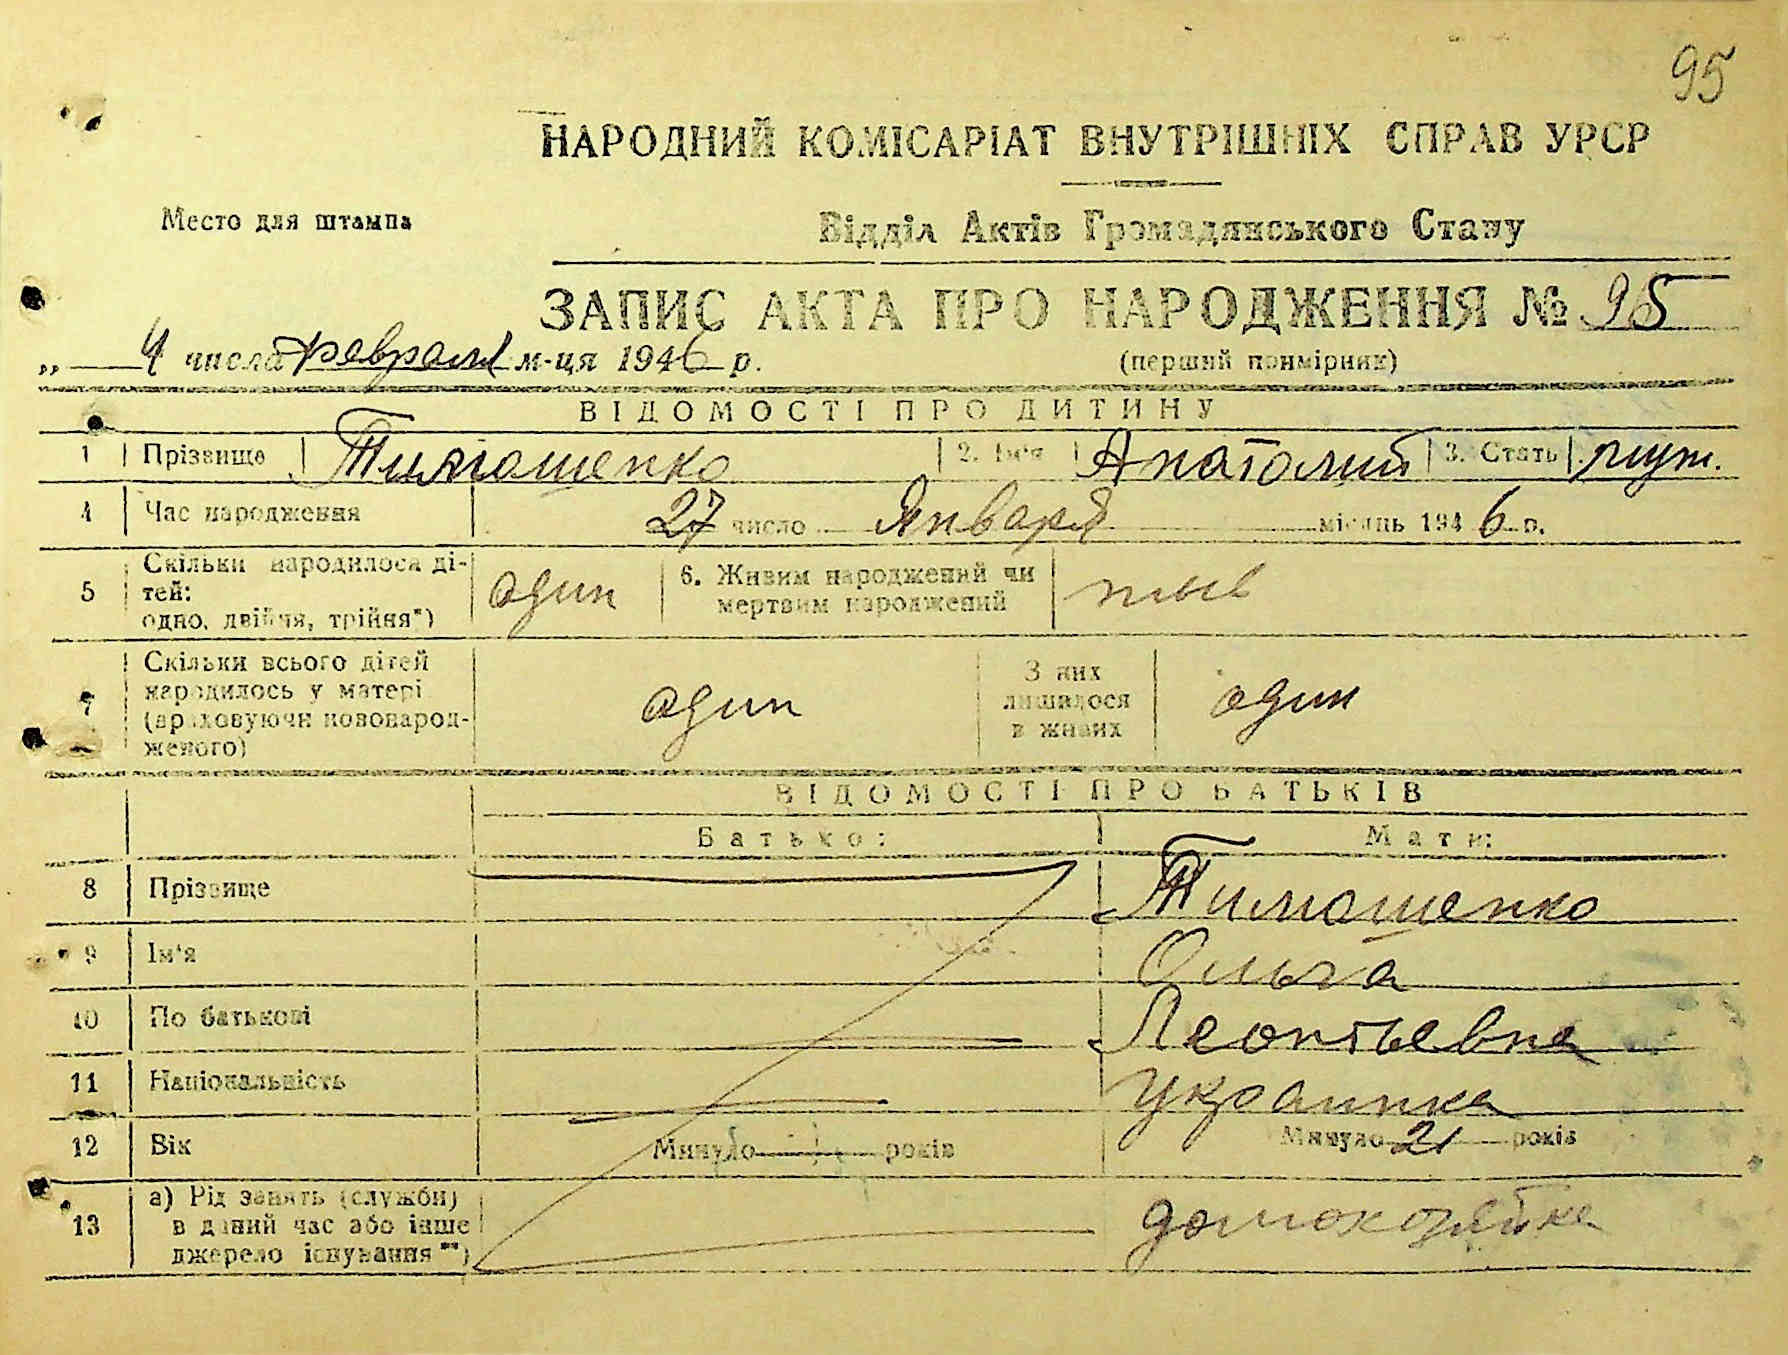 95
НАРОДНИЙ КОМІСАРІАТ ВНУТРІШНІХ СПРАВ УРСР
Место для штампа
Відділ Актів Громадянського Стану
ЗАПИС АКТА ПРО НАРОДЖЕННЯ № 95
„ 4 числа февраля м-ця 1946 р.
(перший примірник)
ВІДОМОСТІ ПРО ДИТИНУ
1 Прізвище Тимошенко 2. Ім'я Анатолий 3. Стать муж.
4 Час народження 27 число Января місяць 1946 р.
5 Скільки народилося ді-
тей:
одно, двійня, трійня*) один
6. Живим народжений чи
мертвим народжений
7 Скільки всього дітей
народилось у матері
(враховуючи новонарод-
женого) один
З них
лишилося
в живих один
ВІДОМОСТІ ПРО БАТЬКІВ
Батько: Мати:
8 Прізвище Тимошенко
9 Ім'я Ольга
10 По батькові Леонтьевна
11 Національність украинка
12 Вік Минуло років Минуло 21 років
13 а) Рід занять (служби)
в даний час або інше
джерело існування**) домохозяйка